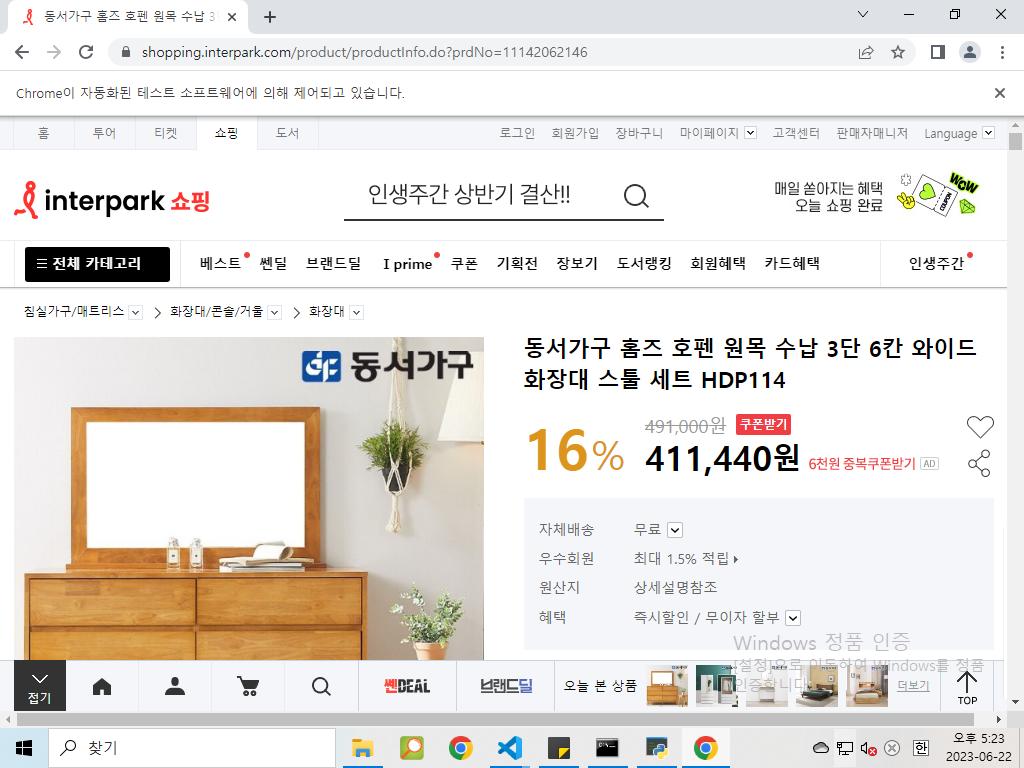 동서가구 홈즈 호펜 원목 수납 3
shopping.interpark.com/product/productInfo.do?prdNo=11142062146
Chrome이 자동화된 테스트 소프트웨어에 의해 제어되고 있습니다.
홈 투어 티켓 쇼핑 도서 로그인 회원가입 장바구니 마이페이지 고객센터 판매자매니저 Language
interpark 쇼핑
인생주간 상반기 결산!!
매일 쏟아지는 혜택
오늘 쇼핑 완료
WOW
COUPON
전체 카테고리 베스트 쎈딜 브랜드딜 I prime 쿠폰 기획전 장보기 도서랭킹 회원혜택 카드혜택 인생주간
침실가구/매트리스 > 화장대/콘솔/거울 > 화장대
동서가구
동서가구 홈즈 호펜 원목 수납 3단 6칸 와이드
화장대 스툴 세트 HDP114
16%
491,000원 쿠폰받기
411,440원 6천원 중복쿠폰받기 AD
자체배송 무료
우수회원 최대 1.5% 적립
원산지 상세설명참조
혜택 즉시할인 / 무이자 할부
Windows 정품 인증
[설정]으로 이동하여 Windows를 정품
인증합니다.
접기
쎈DEAL
브랜드딜
오늘 본 상품
더보기
TOP
찾기
한
오후 5:23
2023-06-22